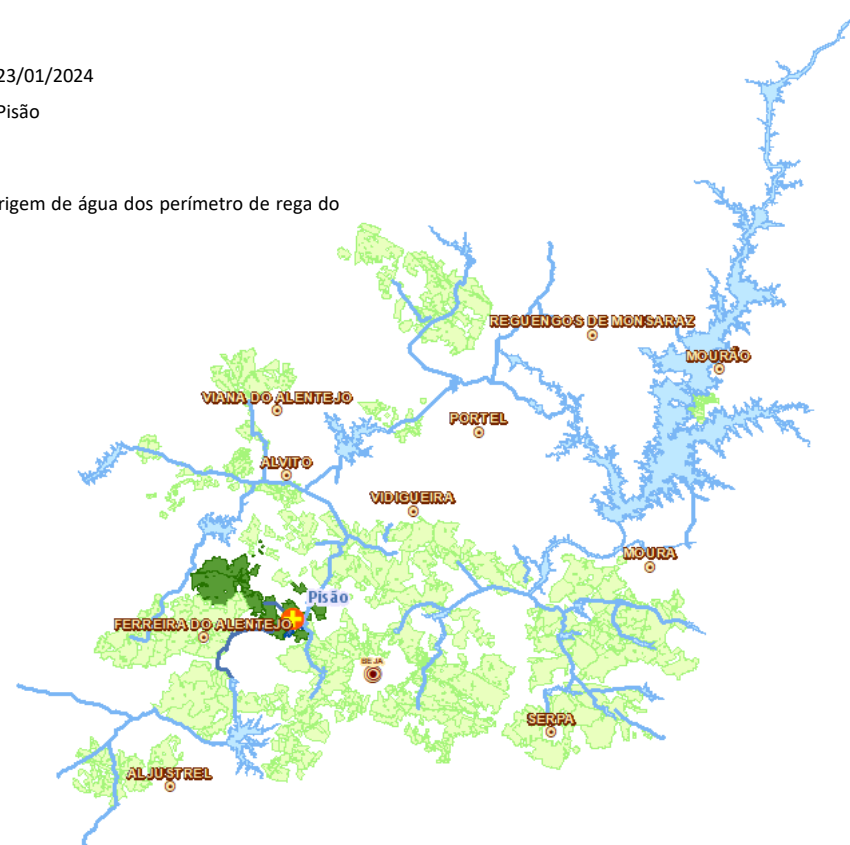 23/01/2024
Pisão
rigem de água dos perímetro de rega do
REGUENGOS DE MONSARAZ
MOURÃO
VIANA DO ALENTEJO
PORTEL
ALVITO
VIDIGUEIRA
MOURA
Pisão
FERREIRA DO ALENTEJO
BEJA
SERPA
ALJUSTREL